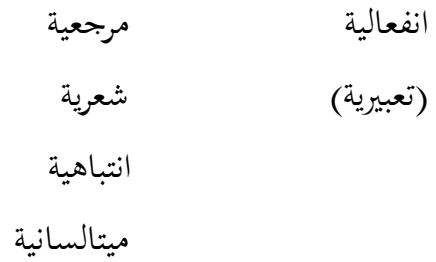 انفعالية مرجعية
(تعبيرية) شعرية
انتباهية
ميتالسانية